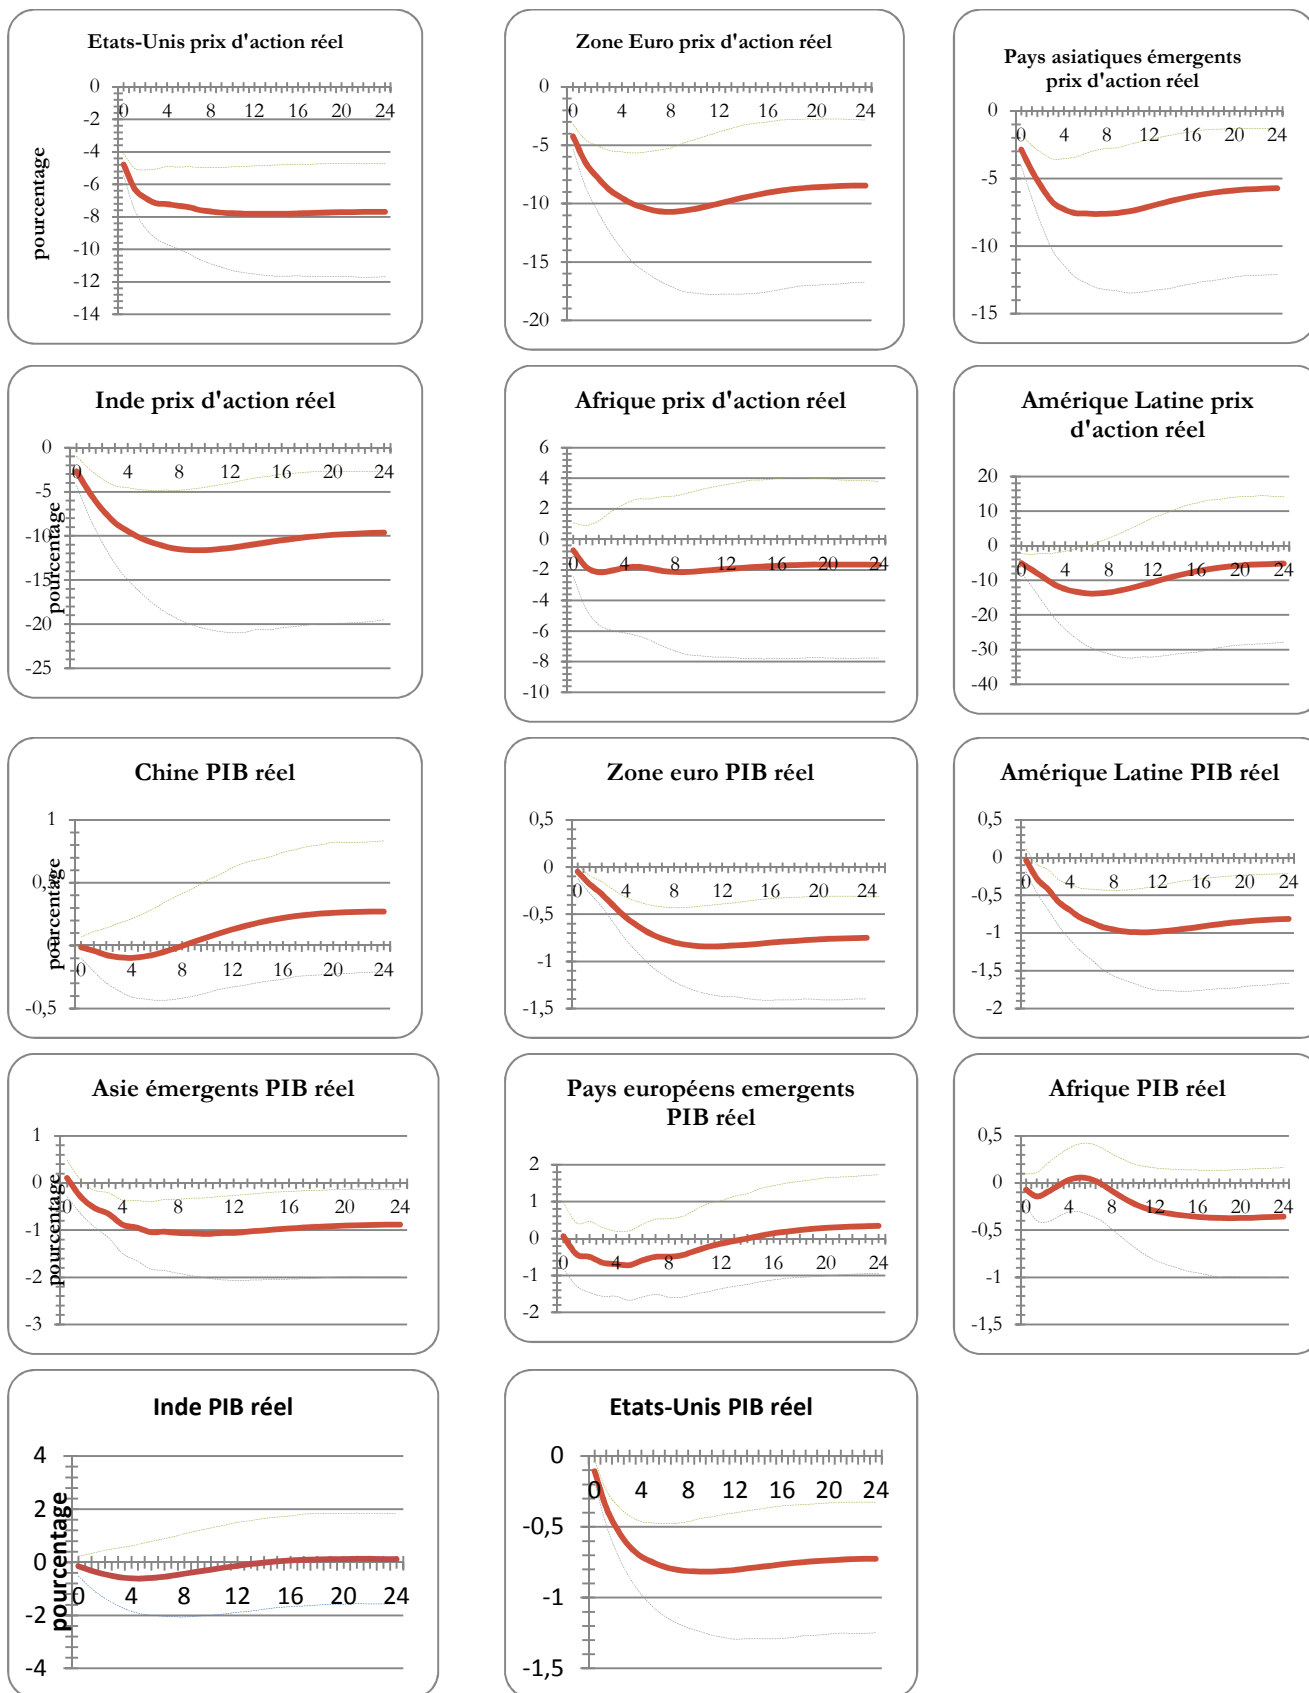 Etats-Unis prix d'action réel
0
-2
-4
-6
-8
-10
-12
-14
0 4 8 12 16 20 24
pourcentage
Zone Euro prix d'action réel
0
-5
-10
-15
-20
0 4 8 12 16 20 24
Pays asiatiques émergents
prix d'action réel
0
-5
-10
-15
0 4 8 12 16 20 24
Inde prix d'action réel
0
-5
-10
-15
-20
-25
0 4 8 12 16 20 24
pourcentage
Afrique prix d'action réel
6
4
2
0
-2
-4
-6
-8
-10
0 4 8 12 16 20 24
Amérique Latine prix
d'action réel
20
10
0
-10
-20
-30
-40
0 4 8 12 16 20 24
Chine PIB réel
1
0,5
0
-0,5
0 4 8 12 16 20 24
pourcentage
Zone euro PIB réel
0,5
0
-0,5
-1
-1,5
0 4 8 12 16 20 24
Amérique Latine PIB réel
0,5
0
-0,5
-1
-1,5
-2
0 4 8 12 16 20 24
Asie émergents PIB réel
1
0
-1
-2
-3
0 4 8 12 16 20 24
pourcentage
Pays européens emergents
PIB réel
2
1
0
-1
-2
0 4 8 12 16 20 24
Afrique PIB réel
0,5
0
-0,5
-1
-1,5
0 4 8 12 16 20 24
Inde PIB réel
4
2
0
-2
-4
0 4 8 12 16 20 24
pourcentage
Etats-Unis PIB réel
0
-0,5
-1
-1,5
0 4 8 12 16 20 24